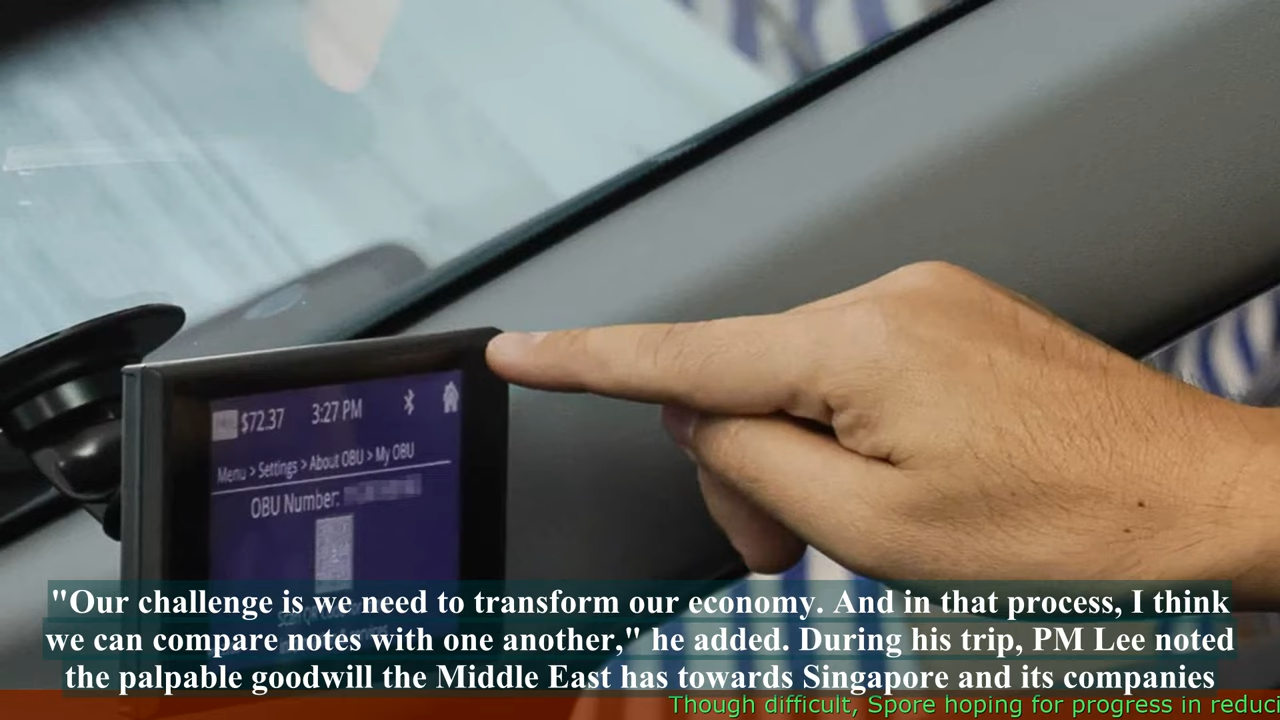 $72.37 3:27 PM
Menu > Settings > About OBU > My OBU
OBU Number:
"Our challenge is we need to transform our economy. And in that process, I think
we can compare notes with one another," he added. During his trip, PM Lee noted
the palpable goodwill the Middle East has towards Singapore and its companies
Though difficult, Spore hoping for progress in reduci